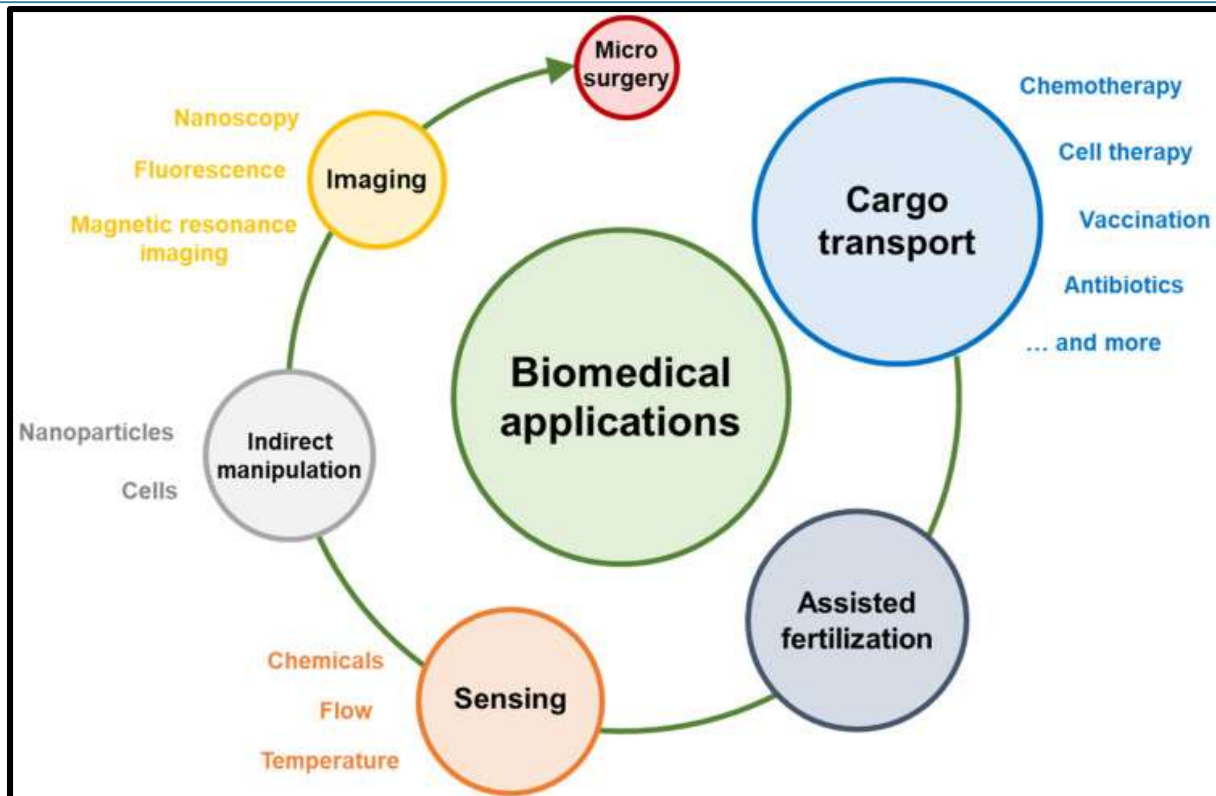 Micro
surgery
Nanoscopy
Fluorescence
Magnetic resonance
imaging
Imaging
Chemotherapy
Cell therapy
Vaccination
Antibiotics
… and more
Cargo
transport
Biomedical
applications
Nanoparticles
Cells
Indirect
manipulation
Assisted
fertilization
Chemicals
Flow
Temperature
Sensing